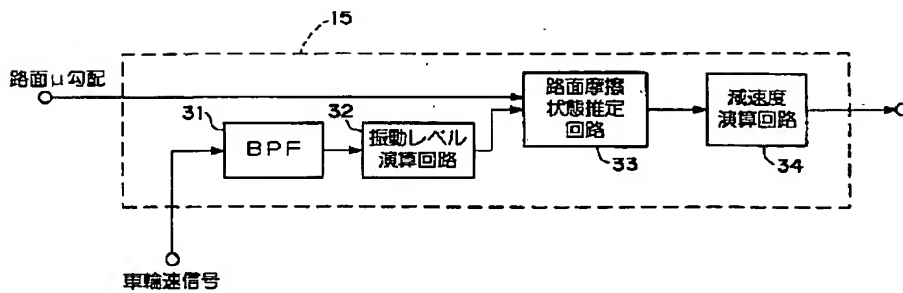 15
路面μ勾配
31
BPF
32
振動レベル
演算回路
路面摩擦
状態推定
回路
33
減速度
演算回路
34
車輪速信号